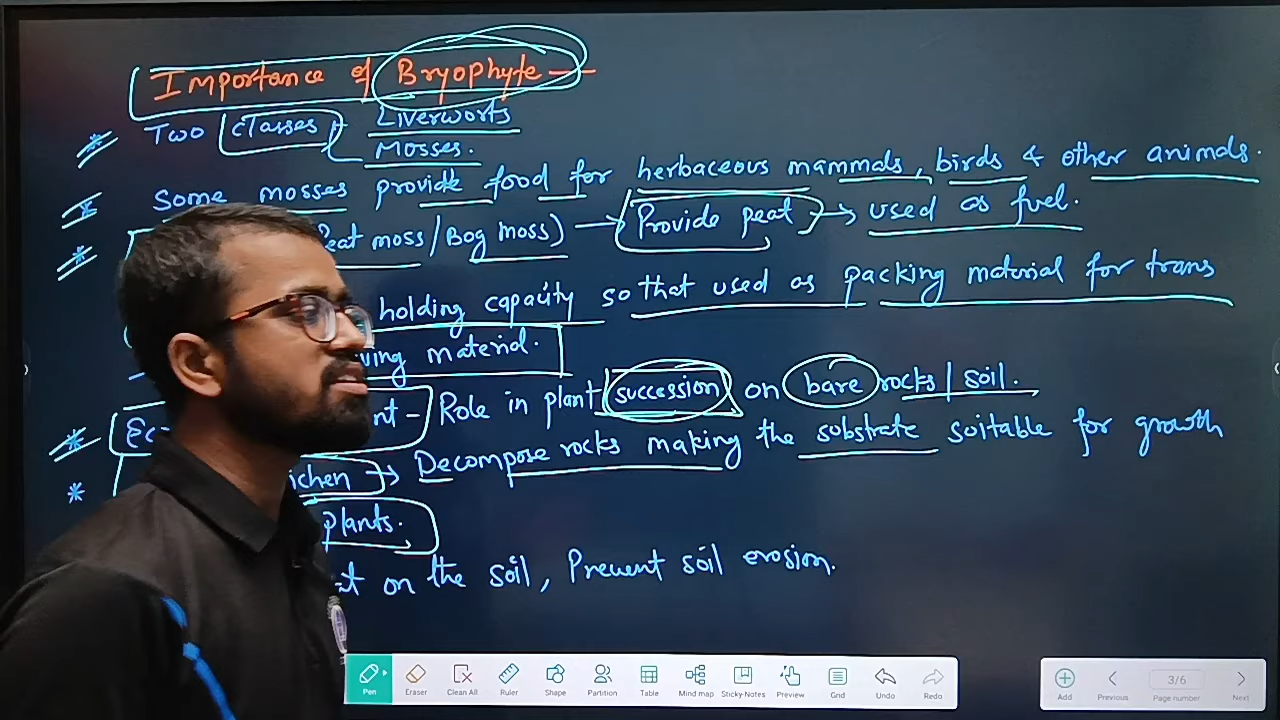 Importance of Bryophyte -
* Two classes Liverworts
Mosses.
* Some mosses provide food for herbaceous mammals, birds & other animals.
* Peat moss/Bog moss) → Provide peat → used as fuel.
holding capacity so that used as packing material for trans
material.
* Role in plant succession on bare rocks/soil.
* → Decompose rocks making the substrate suitable for growth
plants.
on the soil, Prevent soil erosion.
Pen Eraser Clean All Ruler Shape Partition Table Mind map Sticky-Notes Preview Grid Undo Redo
Add Previous 3/6 Page number Next